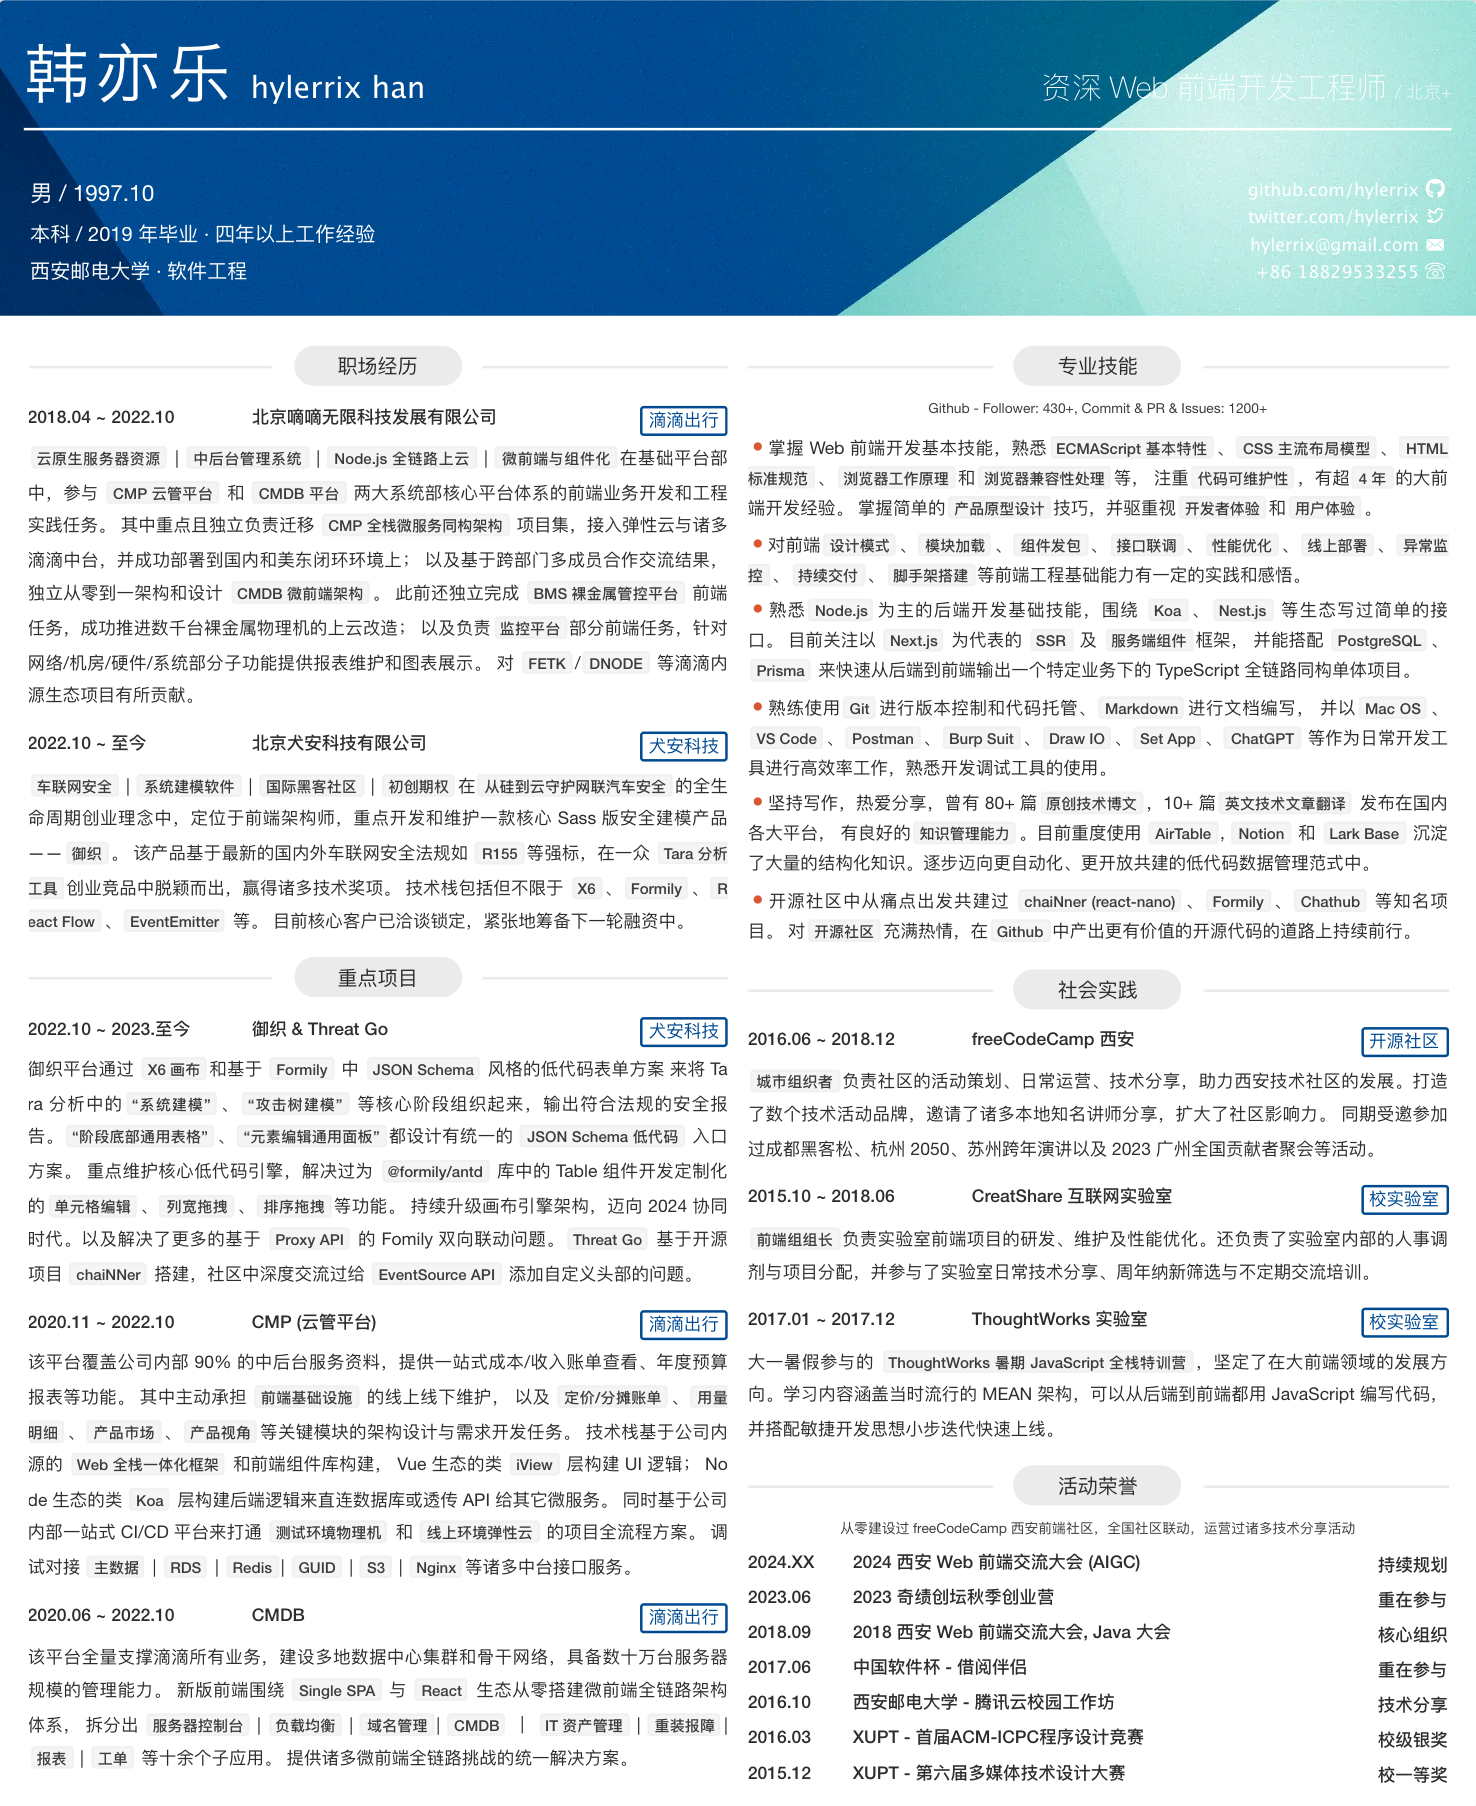 韩亦乐 hylerrix han
资深 Web 前端开发工程师 / 北京+
男 / 1997.10
本科 / 2019 年毕业 · 四年以上工作经验
西安邮电大学 · 软件工程
github.com/hylerrix
twitter.com/hylerrix
hylerrix@gmail.com
+86 18829533255
职场经历
2018.04 ~ 2022.10 北京嘀嘀无限科技发展有限公司 滴滴出行
云原生服务器资源 | 中后台管理系统 | Node.js 全链路上云 | 微前端与组件化 在基础平台部
中，参与 CMP 云管平台 和 CMDB 平台 两大系统部核心平台体系的前端业务开发和工程
实践任务。 其中重点且独立负责迁移 CMP 全栈微服务同构架构 项目集，接入弹性云与诸多
滴滴中台，并成功部署到国内和美东闭环环境上； 以及基于跨部门多成员合作交流结果，
独立从零到一架构和设计 CMDB 微前端架构 。 此前还独立完成 BMS 裸金属管控平台 前端
任务，成功推进数千台裸金属物理机的上云改造； 以及负责 监控平台 部分前端任务，针对
网络/机房/硬件/系统部分子功能提供报表维护和图表展示。 对 FETK / DNODE 等滴滴内
源生态项目有所贡献。
2022.10 ~ 至今 北京犬安科技有限公司 犬安科技
车联网安全 | 系统建模软件 | 国际黑客社区 | 初创期权 在 从硅到云守护网联汽车安全 的全生
命周期创业理念中，定位于前端架构师，重点开发和维护一款核心 Sass 版安全建模产品
—— 御织 。 该产品基于最新的国内外车联网安全法规如 R155 等强标，在一众 Tara 分析
工具 创业竞品中脱颖而出，赢得诸多技术奖项。 技术栈包括但不限于 X6 、 Formily 、 R
eact Flow 、 EventEmitter 等。 目前核心客户已洽谈锁定，紧张地筹备下一轮融资中。
重点项目
2022.10 ~ 2023.至今 御织 & Threat Go 犬安科技
御织平台通过 X6 画布 和基于 Formily 中 JSON Schema 风格的低代码表单方案 来将 Ta
ra 分析中的 “系统建模” 、 “攻击树建模” 等核心阶段组织起来，输出符合法规的安全报
告。 “阶段底部通用表格” 、 “元素编辑通用面板” 都设计有统一的 JSON Schema 低代码 入口
方案。 重点维护核心低代码引擎，解决过为 @formily/antd 库中的 Table 组件开发定制化
的 单元格编辑 、 列宽拖拽 、 排序拖拽 等功能。 持续升级画布引擎架构，迈向 2024 协同
时代。以及解决了更多的基于 Proxy API 的 Fomily 双向联动问题。 Threat Go 基于开源
项目 chaiNNer 搭建，社区中深度交流过给 EventSource API 添加自定义头部的问题。
2020.11 ~ 2022.10 CMP (云管平台) 滴滴出行
该平台覆盖公司内部 90% 的中后台服务资料，提供一站式成本/收入账单查看、年度预算
报表等功能。 其中主动承担 前端基础设施 的线上线下维护， 以及 定价/分摊账单 、 用量
明细 、 产品市场 、 产品视角 等关键模块的架构设计与需求开发任务。 技术栈基于公司内
源的 Web 全栈一体化框架 和前端组件库构建， Vue 生态的类 iView 层构建 UI 逻辑； No
de 生态的类 Koa 层构建后端逻辑来直连数据库或透传 API 给其它微服务。 同时基于公司
内部一站式 CI/CD 平台来打通 测试环境物理机 和 线上环境弹性云 的项目全流程方案。 调
试对接 主数据 | RDS | Redis | GUID | S3 | Nginx 等诸多中台接口服务。
2020.06 ~ 2022.10 CMDB 滴滴出行
该平台全量支撑滴滴所有业务，建设多地数据中心集群和骨干网络，具备数十万台服务器
规模的管理能力。 新版前端围绕 Single SPA 与 React 生态从零搭建微前端全链路架构
体系， 拆分出 服务器控制台 | 负载均衡 | 域名管理 | CMDB | IT 资产管理 | 重装报障 |
报表 | 工单 等十余个子应用。 提供诸多微前端全链路挑战的统一解决方案。
专业技能
Github - Follower: 430+, Commit & PR & Issues: 1200+
• 掌握 Web 前端开发基本技能，熟悉 ECMAScript 基本特性 、 CSS 主流布局模型 、 HTML
标准规范 、 浏览器工作原理 和 浏览器兼容性处理 等， 注重 代码可维护性 ，有超 4 年 的大前
端开发经验。 掌握简单的 产品原型设计 技巧，并驱重视 开发者体验 和 用户体验 。
• 对前端 设计模式 、 模块加载 、 组件发包 、 接口联调 、 性能优化 、 线上部署 、 异常监
控 、 持续交付 、 脚手架搭建 等前端工程基础能力有一定的实践和感悟。
• 熟悉 Node.js 为主的后端开发基础技能，围绕 Koa 、 Nest.js 等生态写过简单的接
口。 目前关注以 Next.js 为代表的 SSR 及 服务端组件 框架， 并能搭配 PostgreSQL 、
Prisma 来快速从后端到前端输出一个特定业务下的 TypeScript 全链路同构单体项目。
• 熟练使用 Git 进行版本控制和代码托管、 Markdown 进行文档编写， 并以 Mac OS 、
VS Code 、 Postman 、 Burp Suit 、 Draw IO 、 Set App 、 ChatGPT 等作为日常开发工
具进行高效率工作，熟悉开发调试工具的使用。
• 坚持写作，热爱分享，曾有 80+ 篇 原创技术博文 ，10+ 篇 英文技术文章翻译 发布在国内
各大平台， 有良好的 知识管理能力 。目前重度使用 AirTable , Notion 和 Lark Base 沉淀
了大量的结构化知识。逐步迈向更自动化、更开放共建的低代码数据管理范式中。
• 开源社区中从痛点出发共建过 chaiNner (react-nano) 、 Formily 、 Chathub 等知名项
目。 对 开源社区 充满热情，在 Github 中产出更有价值的开源代码的道路上持续前行。
社会实践
2016.06 ~ 2018.12 freeCodeCamp 西安 开源社区
城市组织者 负责社区的活动策划、日常运营、技术分享，助力西安技术社区的发展。打造
了数个技术活动品牌，邀请了诸多本地知名讲师分享，扩大了社区影响力。 同期受邀参加
过成都黑客松、杭州 2050、苏州跨年演讲以及 2023 广州全国贡献者聚会等活动。
2015.10 ~ 2018.06 CreatShare 互联网实验室 校实验室
前端组组长 负责实验室前端项目的研发、维护及性能优化。还负责了实验室内部的人事调
剂与项目分配，并参与了实验室日常技术分享、周年纳新筛选与不定期交流培训。
2017.01 ~ 2017.12 ThoughtWorks 实验室 校实验室
大一暑假参与的 ThoughtWorks 暑期 JavaScript 全栈特训营 ，坚定了在大前端领域的发展方
向。学习内容涵盖当时流行的 MEAN 架构，可以从后端到前端都用 JavaScript 编写代码，
并搭配敏捷开发思想小步迭代快速上线。
活动荣誉
从零建设过 freeCodeCamp 西安前端社区，全国社区联动，运营过诸多技术分享活动
2024.XX 2024 西安 Web 前端交流大会 (AIGC) 持续规划
2023.06 2023 奇绩创坛秋季创业营 重在参与
2018.09 2018 西安 Web 前端交流大会, Java 大会 核心组织
2017.06 中国软件杯 - 借阅伴侣 重在参与
2016.10 西安邮电大学 - 腾讯云校园工作坊 技术分享
2016.03 XUPT - 首届ACM-ICPC程序设计竞赛 校级银奖
2015.12 XUPT - 第六届多媒体技术设计大赛 校一等奖